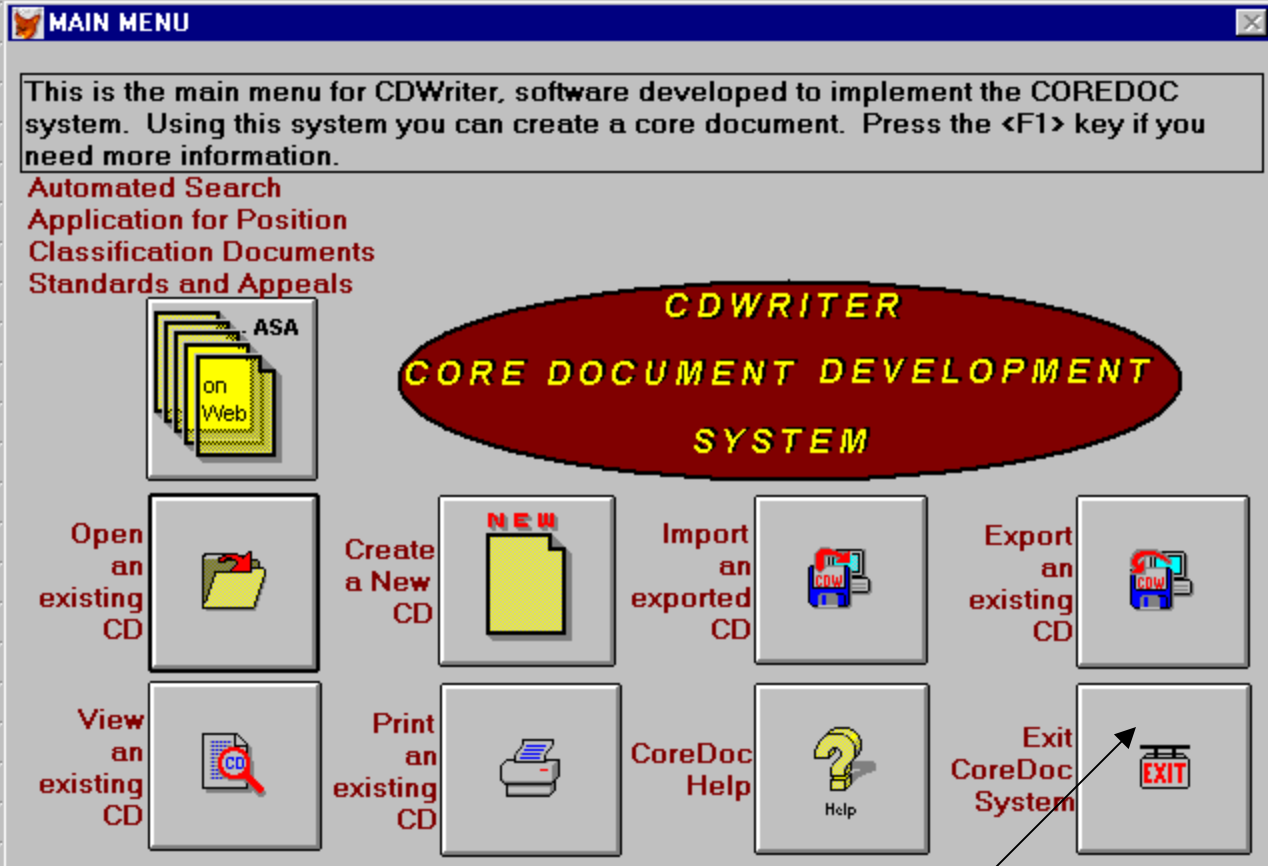 MAIN MENU
This is the main menu for CDWriter, software developed to implement the COREDOC
system.  Using this system you can create a core document.  Press the <F1> key if you
need more information.
Automated Search
Application for Position
Classification Documents
Standards and Appeals
ASA
on
Web
CDWRITER
CORE DOCUMENT DEVELOPMENT
SYSTEM
Open
an
existing
CD
Create
a New
CD
NEW
Import
an
exported
CD
CDW
Export
an
existing
CD
CDW
View
an
existing
CD
CD
Print
an
existing
CD
CoreDoc
Help
Help
Exit
CoreDoc
System
EXIT